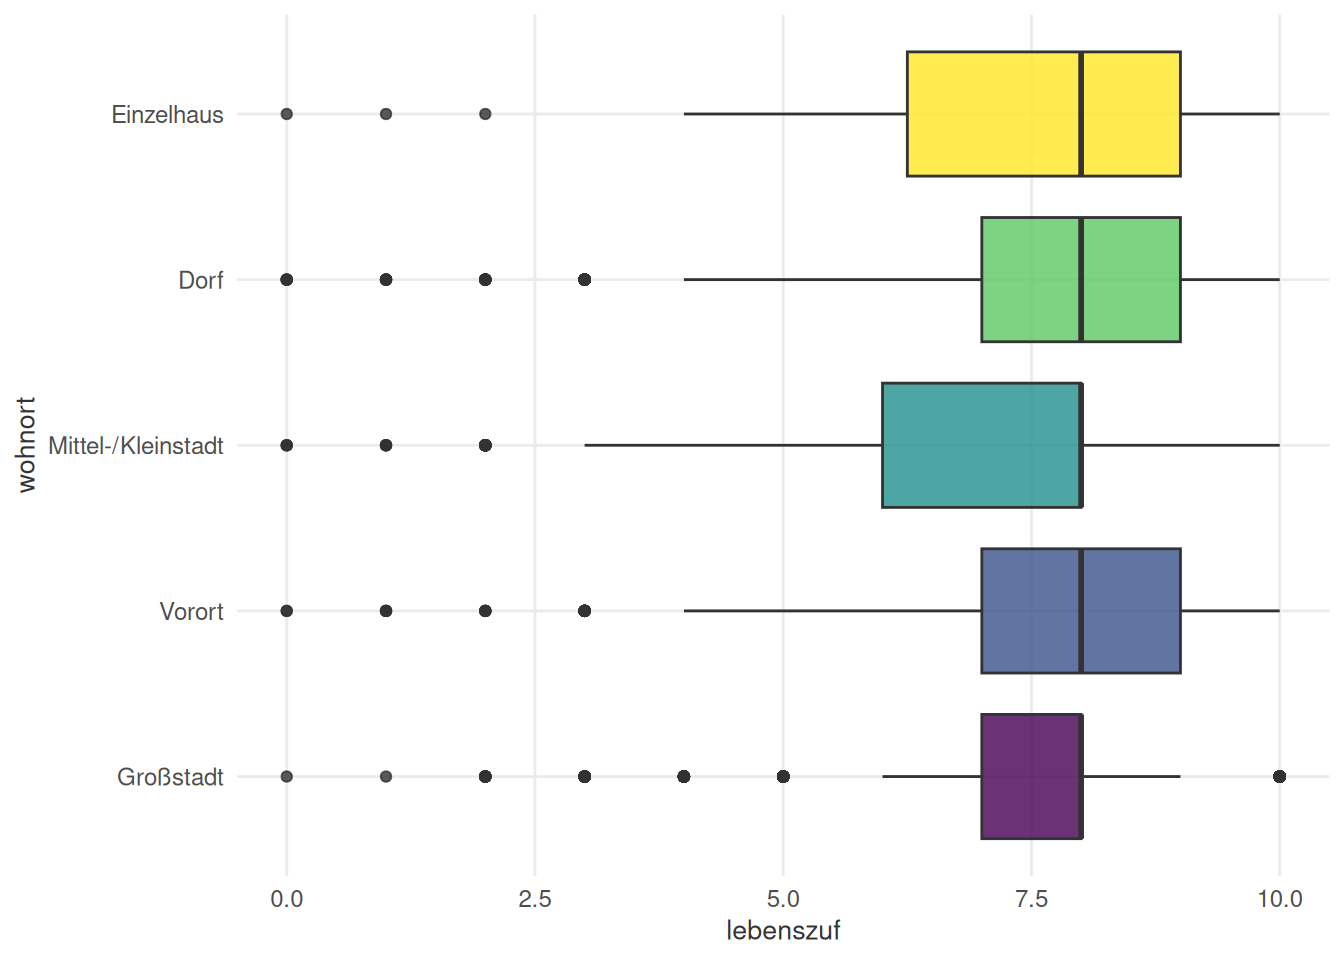 Einzelhaus
Dorf
Mittel-/Kleinstadt
Vorort
Großstadt
wohnort
0.0 2.5 5.0 7.5 10.0
lebenszuf